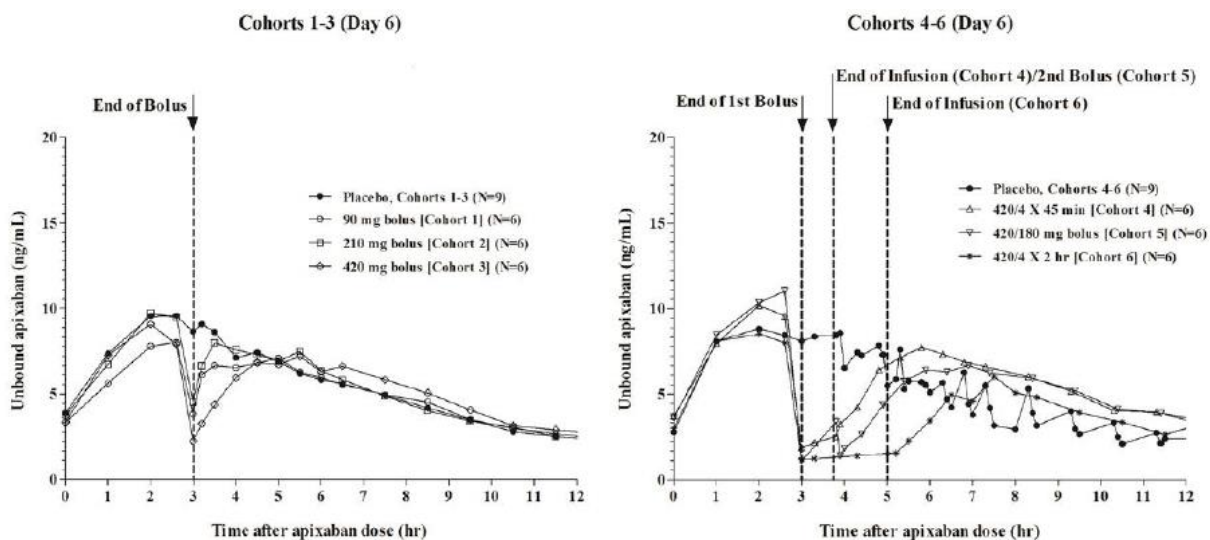 Cohorts 1-3 (Day 6)
End of Bolus
Unbound apixaban (ng/mL)
20
15
10
5
0
Placebo, Cohorts 1-3 (N=9)
90 mg bolus [Cohort 1] (N=6)
210 mg bolus [Cohort 2] (N=6)
420 mg bolus [Cohort 3] (N=6)
0 1 2 3 4 5 6 7 8 9 10 11 12
Time after apixaban dose (hr)
Cohorts 4-6 (Day 6)
End of Infusion (Cohort 4)/2nd Bolus (Cohort 5)
End of 1st Bolus
End of Infusion (Cohort 6)
Unbound apixaban (ng/mL)
20
15
10
5
0
Placebo, Cohorts 4-6 (N=9)
420/4 X 45 min [Cohort 4] (N=6)
420/180 mg bolus [Cohort 5] (N=6)
420/4 X 2 hr [Cohort 6] (N=6)
0 1 2 3 4 5 6 7 8 9 10 11 12
Time after apixaban dose (hr)